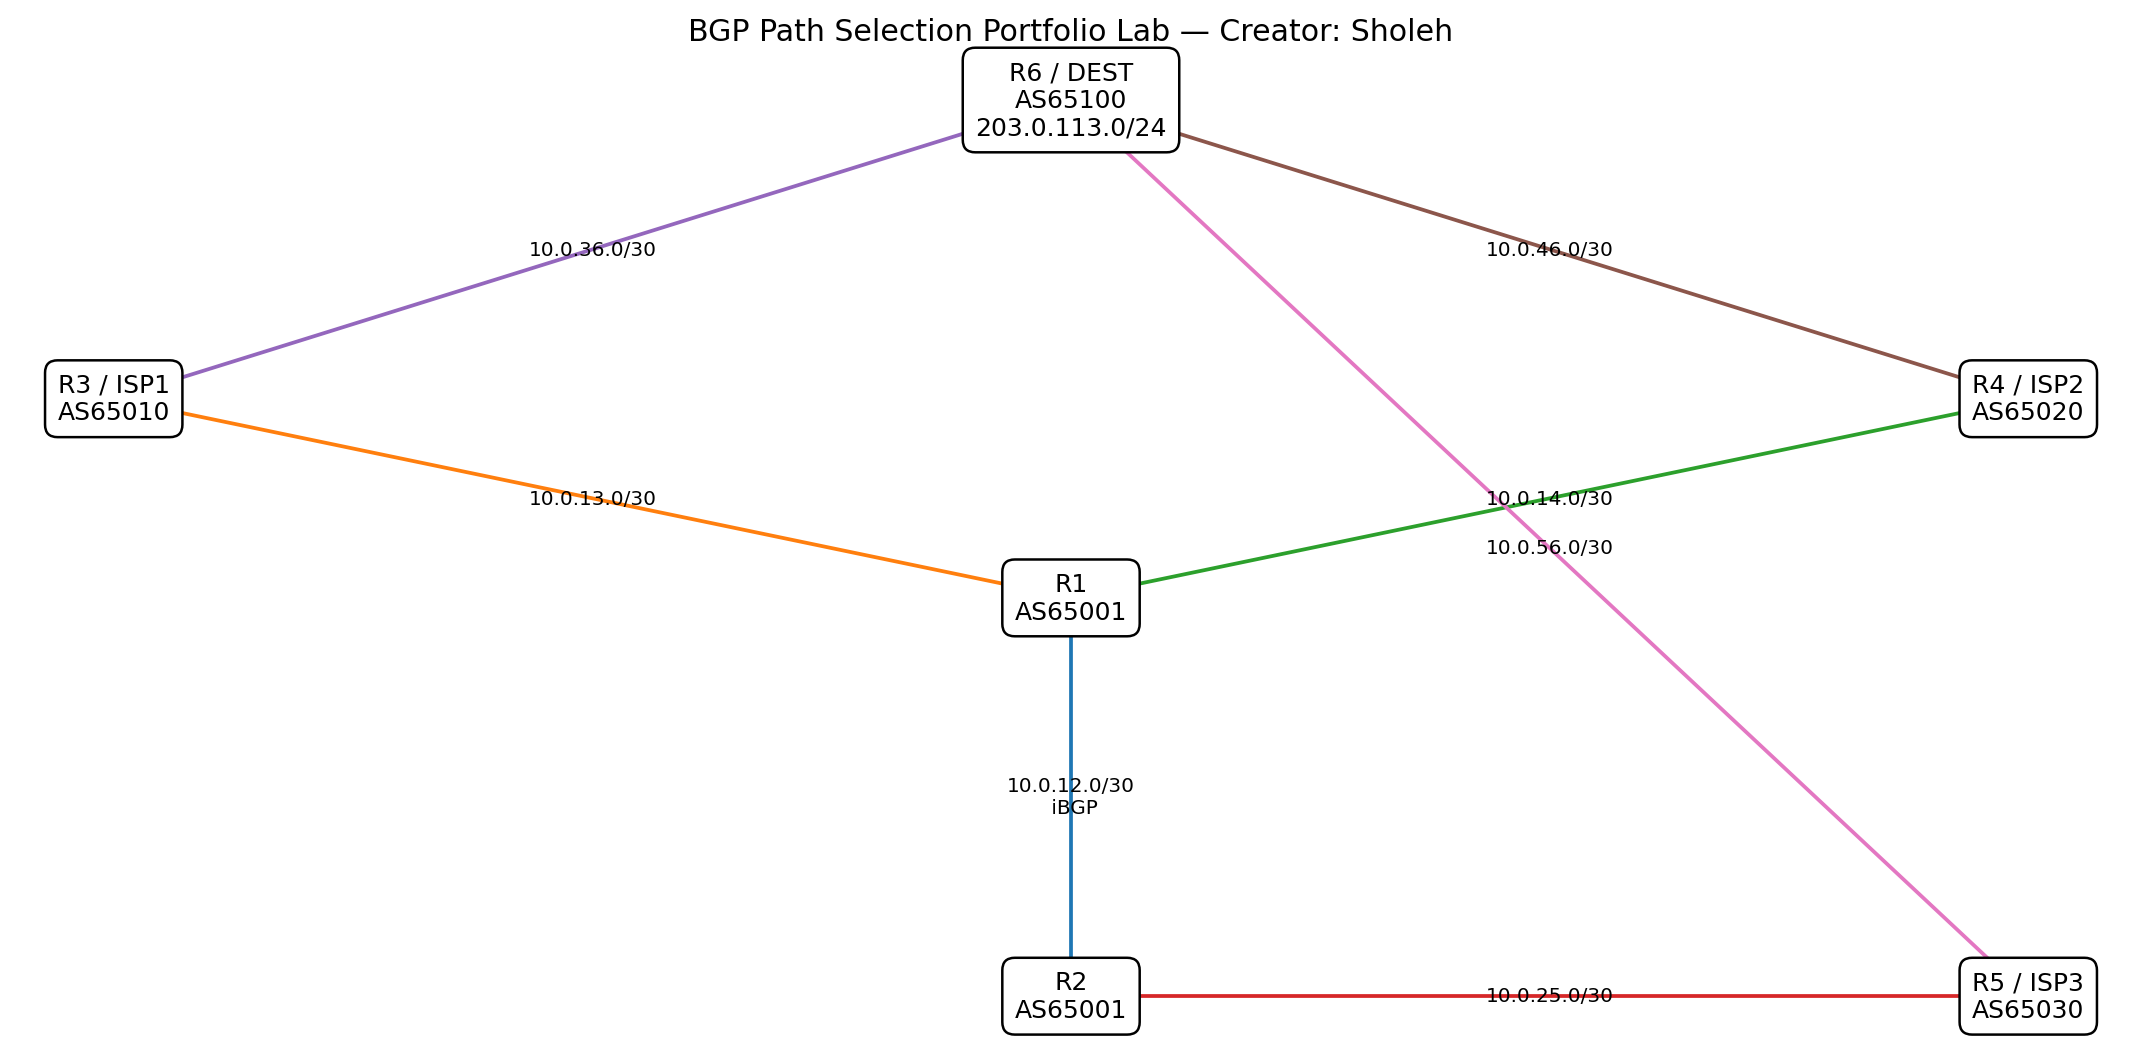 BGP Path Selection Portfolio Lab — Creator: Sholeh
R6 / DEST
AS65100
203.0.113.0/24
10.0.36.0/30
10.0.46.0/30
R3 / ISP1
AS65010
R4 / ISP2
AS65020
10.0.13.0/30
10.0.14.0/30
10.0.56.0/30
R1
AS65001
10.0.12.0/30
iBGP
R2
AS65001
10.0.25.0/30
R5 / ISP3
AS65030